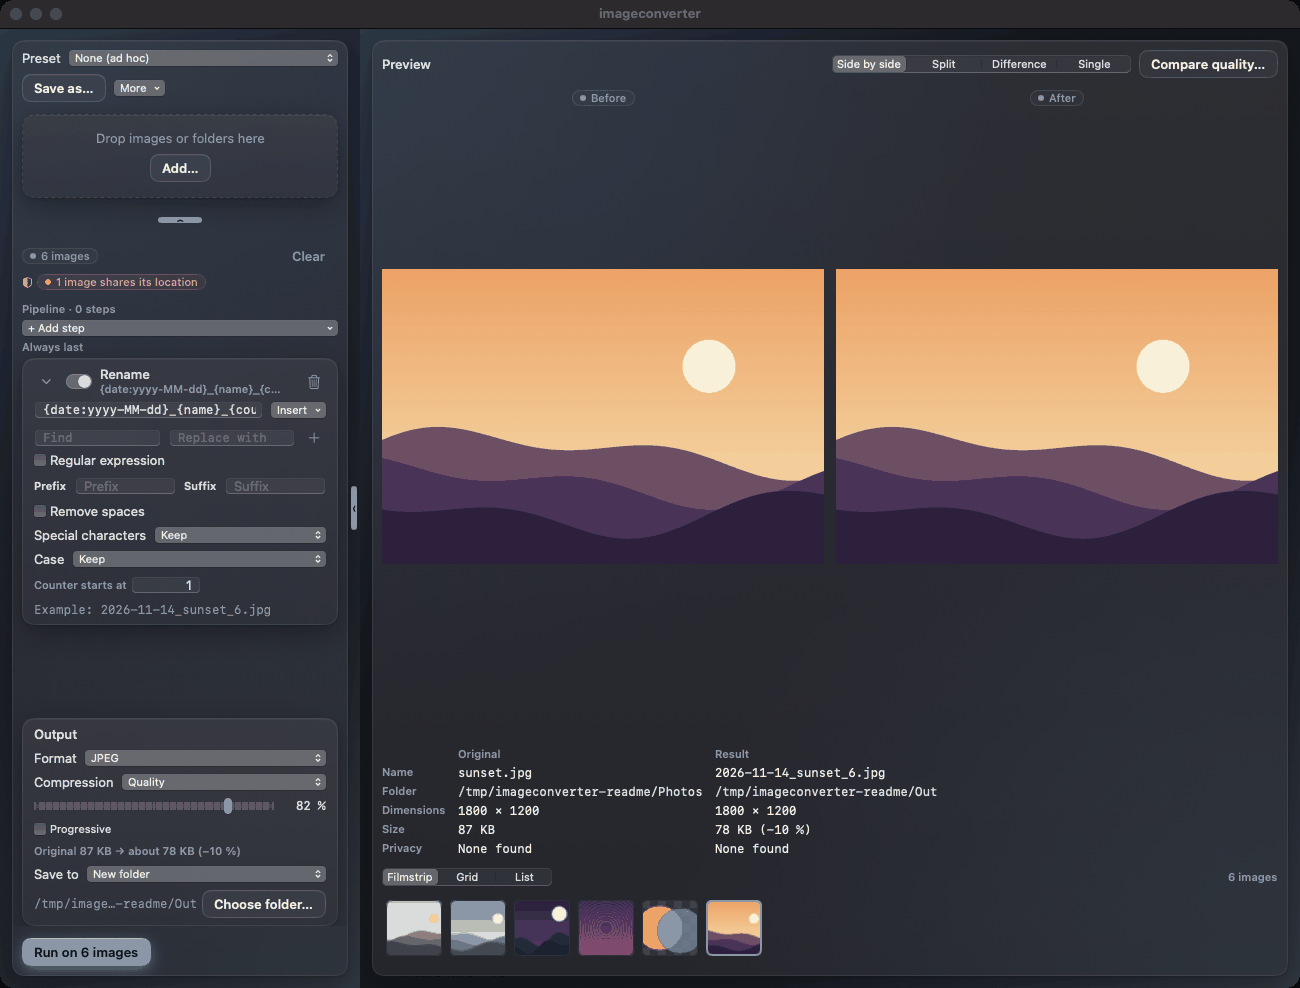 imageconverter
Preset None (ad hoc)
Save as... More
Drop images or folders here
Add...
6 images Clear
1 image shares its location
Pipeline · 0 steps
+ Add step
Always last
Rename
{date:yyyy-MM-dd}_{name}_{c...
{date:yyyy-MM-dd}_{name}_{cou Insert
Find Replace with
Regular expression
Prefix Prefix Suffix Suffix
Remove spaces
Special characters Keep
Case Keep
Counter starts at 1
Example: 2026-11-14_sunset_6.jpg
Output
Format JPEG
Compression Quality
82 %
Progressive
Original 87 KB → about 78 KB (−10 %)
Save to New folder
/tmp/image…-readme/Out Choose folder...
Run on 6 images
Preview Side by side Split Difference Single Compare quality...
Before After
Original Result
Name sunset.jpg 2026-11-14_sunset_6.jpg
Folder /tmp/imageconverter-readme/Photos /tmp/imageconverter-readme/Out
Dimensions 1800 × 1200 1800 × 1200
Size 87 KB 78 KB (−10 %)
Privacy None found None found
Filmstrip Grid List 6 images